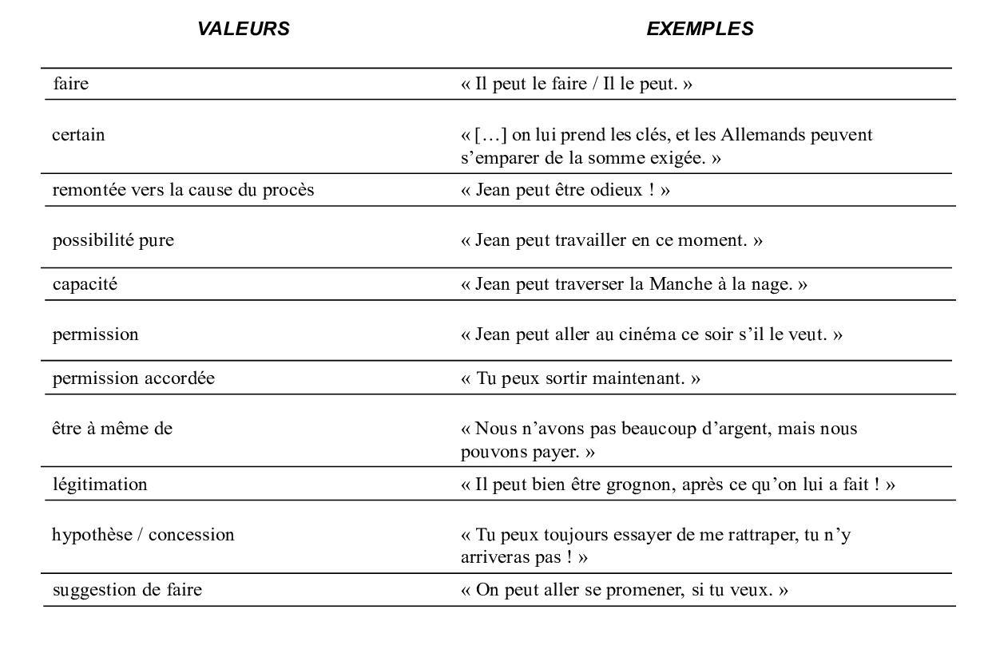 VALEURS EXEMPLES
faire « Il peut le faire / Il le peut. »
certain « […] on lui prend les clés, et les Allemands peuvent
s’emparer de la somme exigée. »
remontée vers la cause du procès « Jean peut être odieux ! »
possibilité pure « Jean peut travailler en ce moment. »
capacité « Jean peut traverser la Manche à la nage. »
permission « Jean peut aller au cinéma ce soir s’il le veut. »
permission accordée « Tu peux sortir maintenant. »
être à même de « Nous n’avons pas beaucoup d’argent, mais nous
pouvons payer. »
légitimation « Il peut bien être grognon, après ce qu’on lui a fait ! »
hypothèse / concession « Tu peux toujours essayer de me rattraper, tu n’y
arriveras pas ! »
suggestion de faire « On peut aller se promener, si tu veux. »